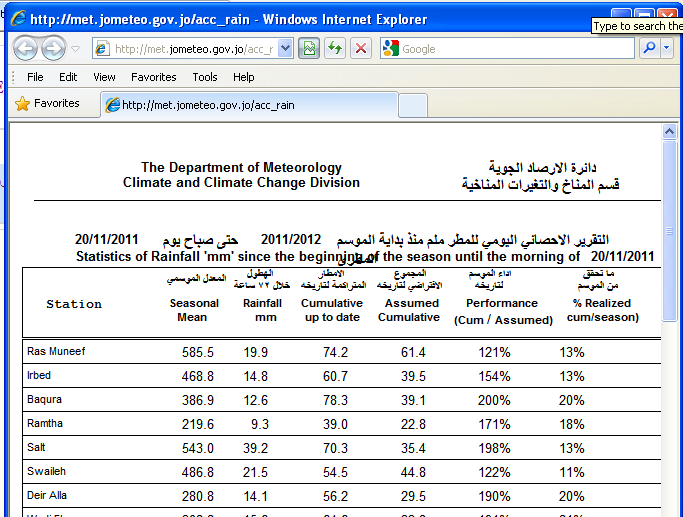 http://met.jometeo.gov.jo/acc_rain - Windows Internet Explorer
Type to search the
http://met.jometeo.gov.jo/acc_r
Google
File Edit View Favorites Tools Help
Favorites
http://met.jometeo.gov.jo/acc_rain
The Department of Meteorology
دائرة الارصاد الجوية
Climate and Climate Change Division
قسم المناخ والتغيرات المناخية
التقرير الاحصاني اليومي للمطر ملم منذ بداية الموسم 2011/2012 حتى صباح يوم 20/11/2011
المطري
Statistics of Rainfall 'mm' since the beginning of the season until the morning of 20/11/2011
المعدل الموسمي
الهطول
خلال ٧٢ ساعة
الامطار
المتراكمة لتاريخه
المجموع
الافتراضي لتاريخه
اداء الموسم
لتاريخه
ما تحقق
من الموسم
Station
Seasonal
Mean
Rainfall
mm
Cumulative
up to date
Assumed
Cumulative
Performance
(Cum / Assumed)
% Realized
cum/season)
Ras Muneef 585.5 19.9 74.2 61.4 121% 13%
Irbed 468.8 14.8 60.7 39.5 154% 13%
Baqura 386.9 12.6 78.3 39.1 200% 20%
Ramtha 219.6 9.3 39.0 22.8 171% 18%
Salt 543.0 39.2 70.3 35.4 198% 13%
Swaileh 486.8 21.5 54.5 44.8 122% 11%
Deir Alla 280.8 14.1 56.2 29.5 190% 20%